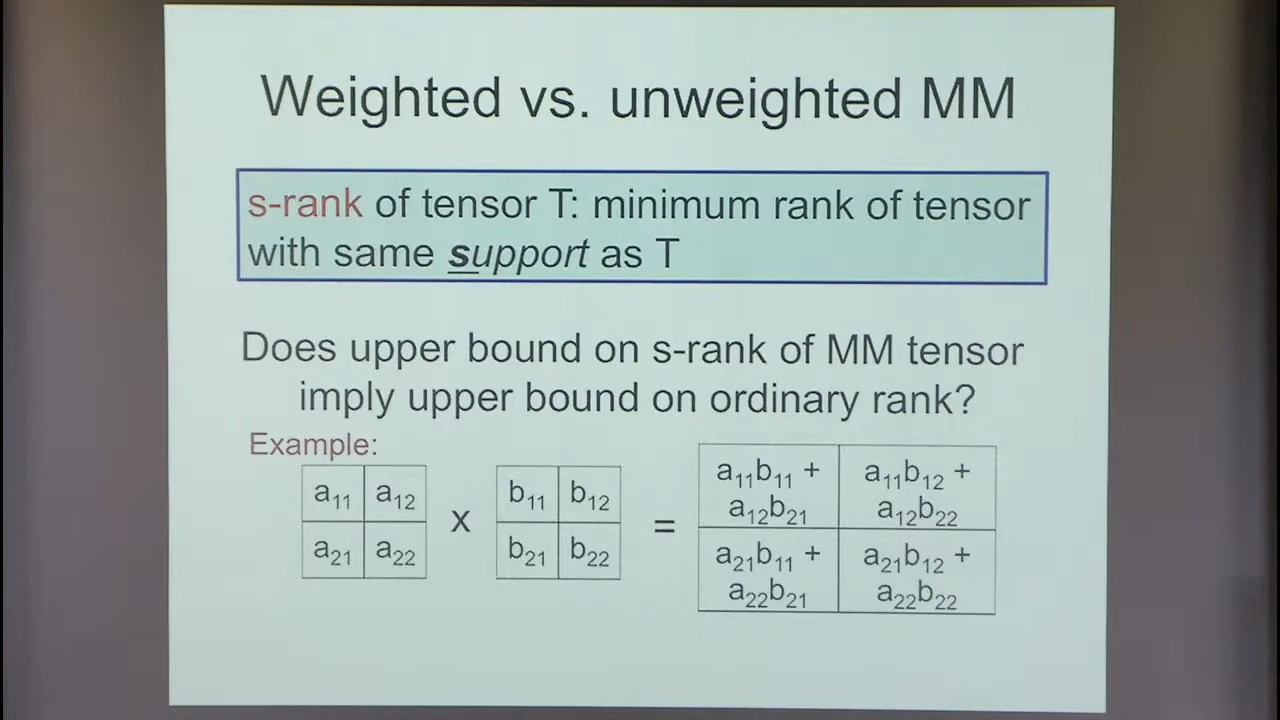 Weighted vs. unweighted MM
s-rank of tensor T: minimum rank of tensor
with same support as T
Does upper bound on s-rank of MM tensor
imply upper bound on ordinary rank?
Example:
a₁₁ a₁₂
a₂₁ a₂₂
x
b₁₁ b₁₂
b₂₁ b₂₂
=
a₁₁b₁₁ +
a₁₂b₂₁
a₁₁b₁₂ +
a₁₂b₂₂
a₂₁b₁₁ +
a₂₂b₂₁
a₂₁b₁₂ +
a₂₂b₂₂